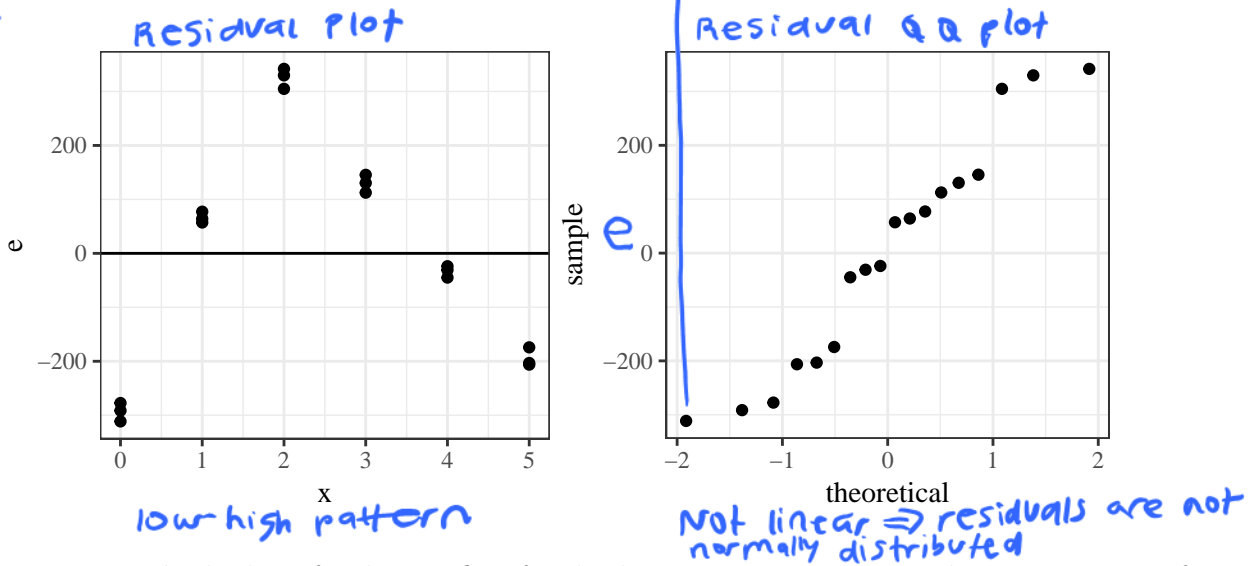 Residual Plot
Residual QQ plot
200
0
−200
e
0 1 2 3 4 5
x
200
0
−200
sample
e
−2 −1 0 1 2
theoretical
low-high pattern
Not linear ⇒ residuals are not
normally distributed